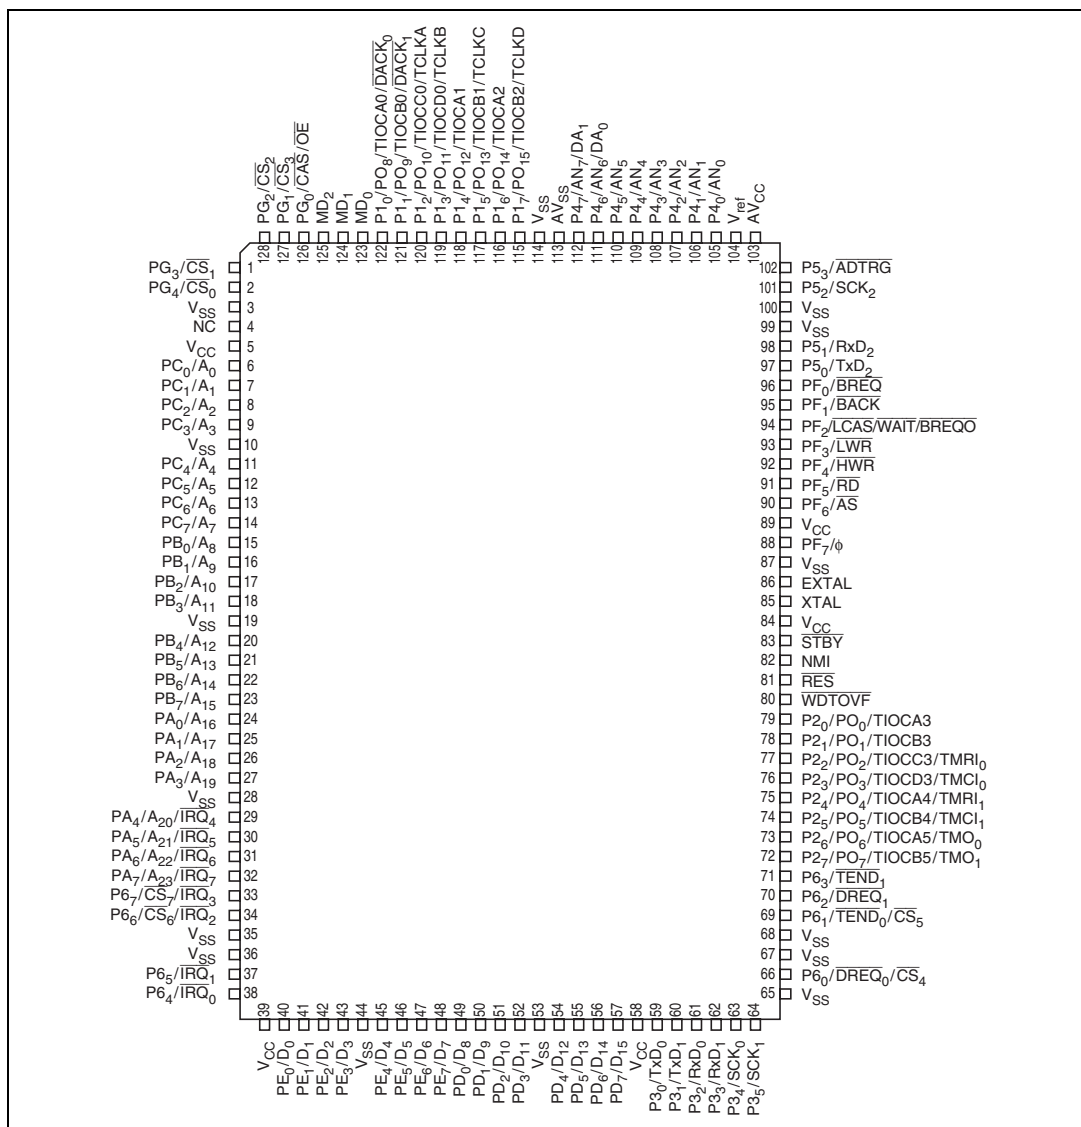 PG2/CS2
PG1/CS3
PG0/CAS/OE
MD2
MD1
MD0
P10/PO8/TIOCA0/DACK0
P11/PO9/TIOCB0/DACK1
P12/PO10/TIOCC0/TCLKA
P13/PO11/TIOCD0/TCLKB
P14/PO12/TIOCA1
P15/PO13/TIOCB1/TCLKC
P16/PO14/TIOCA2
P17/PO15/TIOCB2/TCLKD
VSS
AVSS
P47/AN7/DA1
P46/AN6/DA0
P45/AN5
P44/AN4
P43/AN3
P42/AN2
P41/AN1
P40/AN0
Vref
AVCC
128 127 126 125 124 123 122 121 120 119 118 117 116 115 114 113 112 111 110 109 108 107 106 105 104 103
PG3/CS1 1
PG4/CS0 2
VSS 3
NC 4
VCC 5
PC0/A0 6
PC1/A1 7
PC2/A2 8
PC3/A3 9
VSS 10
PC4/A4 11
PC5/A5 12
PC6/A6 13
PC7/A7 14
PB0/A8 15
PB1/A9 16
PB2/A10 17
PB3/A11 18
VSS 19
PB4/A12 20
PB5/A13 21
PB6/A14 22
PB7/A15 23
PA0/A16 24
PA1/A17 25
PA2/A18 26
PA3/A19 27
VSS 28
PA4/A20/IRQ4 29
PA5/A21/IRQ5 30
PA6/A22/IRQ6 31
PA7/A23/IRQ7 32
P67/CS7/IRQ3 33
P66/CS6/IRQ2 34
VSS 35
VSS 36
P65/IRQ1 37
P64/IRQ0 38
102 P53/ADTRG
101 P52/SCK2
100 VSS
99 VSS
98 P51/RxD2
97 P50/TxD2
96 PF0/BREQ
95 PF1/BACK
94 PF2/LCAS/WAIT/BREQO
93 PF3/LWR
92 PF4/HWR
91 PF5/RD
90 PF6/AS
89 VCC
88 PF7/ϕ
87 VSS
86 EXTAL
85 XTAL
84 VCC
83 STBY
82 NMI
81 RES
80 WDTOVF
79 P20/PO0/TIOCA3
78 P21/PO1/TIOCB3
77 P22/PO2/TIOCC3/TMRI0
76 P23/PO3/TIOCD3/TMCI0
75 P24/PO4/TIOCA4/TMRI1
74 P25/PO5/TIOCB4/TMCI1
73 P26/PO6/TIOCA5/TMO0
72 P27/PO7/TIOCB5/TMO1
71 P63/TEND1
70 P62/DREQ1
69 P61/TEND0/CS5
68 VSS
67 VSS
66 P60/DREQ0/CS4
65 VSS
39 40 41 42 43 44 45 46 47 48 49 50 51 52 53 54 55 56 57 58 59 60 61 62 63 64
VCC
PE0/D0
PE1/D1
PE2/D2
PE3/D3
VSS
PE4/D4
PE5/D5
PE6/D6
PE7/D7
PD0/D8
PD1/D9
PD2/D10
PD3/D11
VSS
PD4/D12
PD5/D13
PD6/D14
PD7/D15
VCC
P30/TxD0
P31/TxD1
P32/RxD0
P33/RxD1
P34/SCK0
P35/SCK1